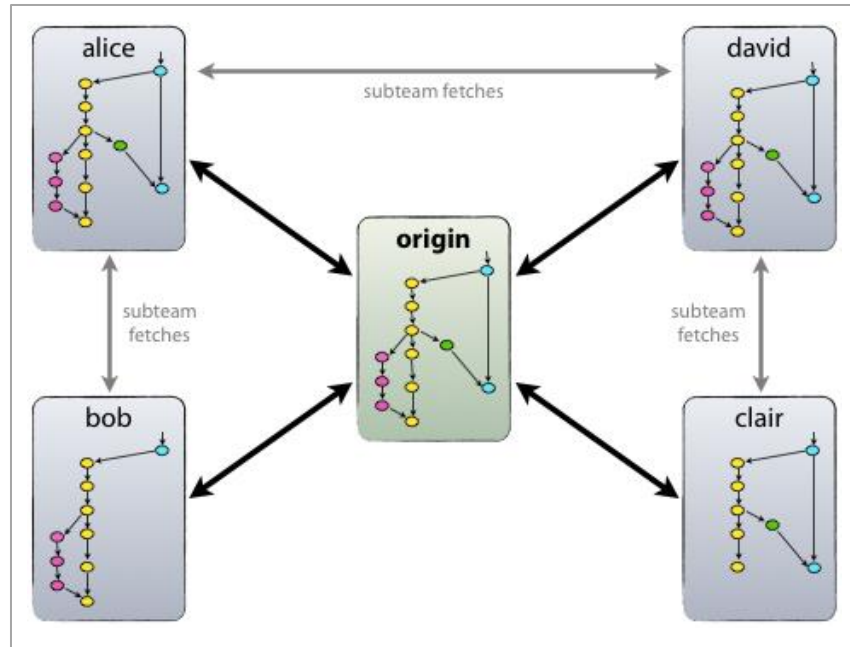 alice
david
subteam fetches
origin
subteam
fetches
subteam
fetches
bob
clair